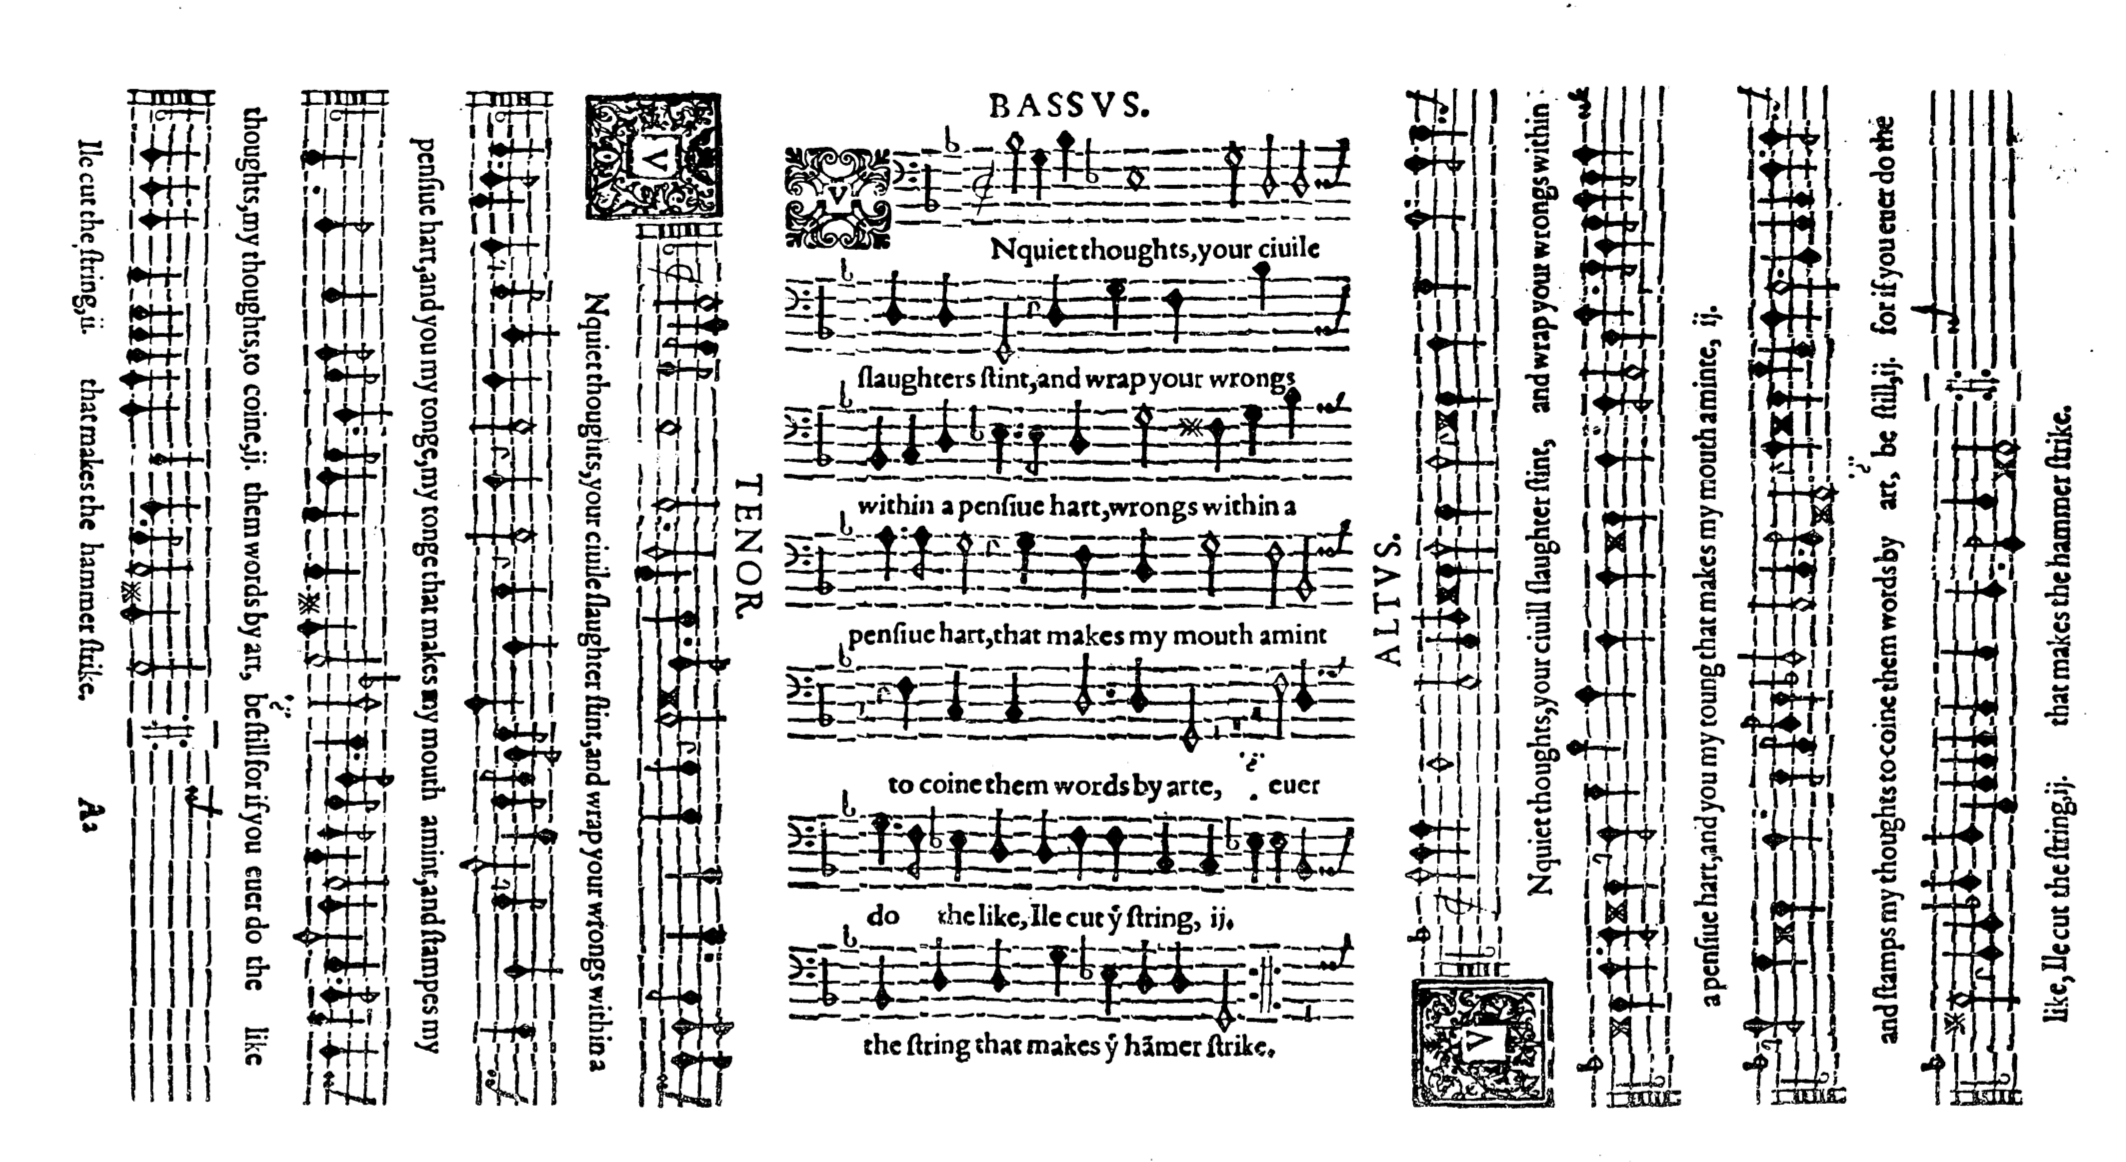 BASSVS.
VNquiet thoughts, your ciuile
ſlaughters ſtint, and wrap your wrongs
within a penſiue hart, wrongs within a
penſiue hart, that makes my mouth amint
to coine them words by arte, euer
do the like, Ile cut ẏ ſtring, ij.
the ſtring that makes ẏ hãmer ſtrike.
TENOR.
VNquiet thoughts, your ciuile ſlaughter ſtint, and wrap your wrongs within a
penſiue hart, and you my tonge, my tonge that makes my mouth amint, and ſtampes my
thoughts, my thoughts, to coine, ij. them words by art, be ſtill for if you euer do the like
Ile cut the ſtring, ii. that makes the hammer ſtrike.
A2
ALTVS.
VNquiet thoughts, your ciuill ſlaughter ſtint, and wrap your wrongs within
a penſiue hart, and you my toung that makes my mouth amine, ij.
and ſtamps my thoughts to coine them words by art, be ſtill, ij. for if you euer do the
like, Ile cut the ſtring, ij. that makes the hammer ſtrike.